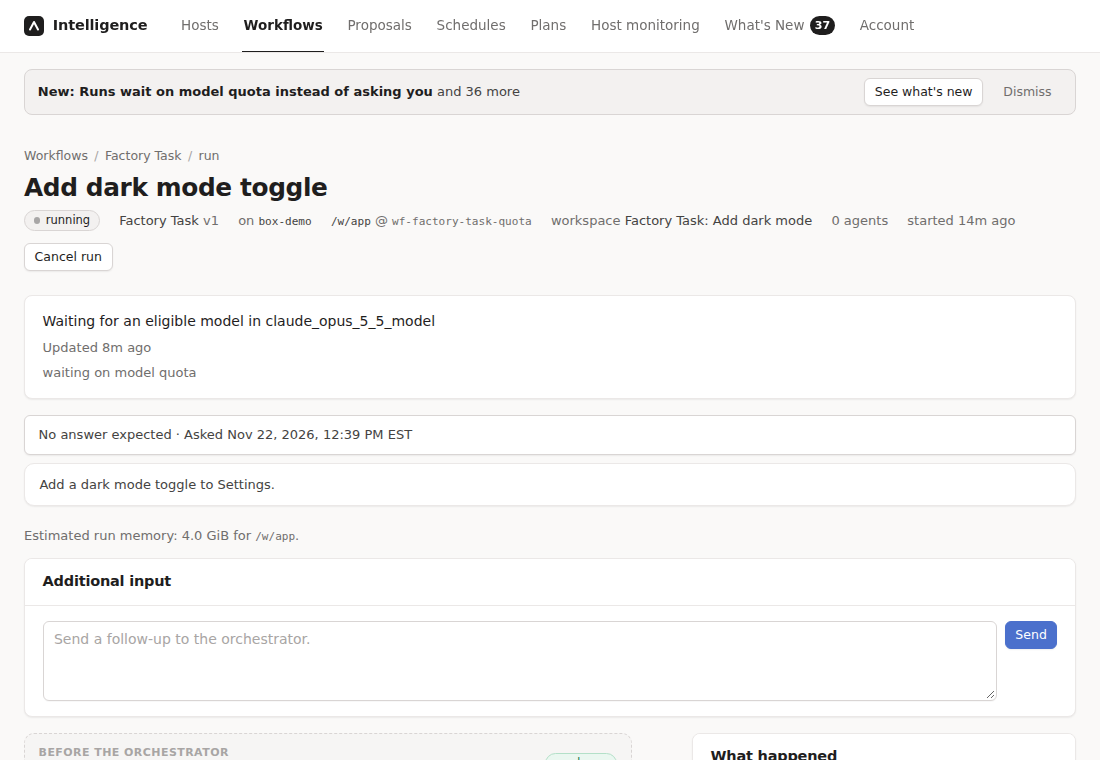 Intelligence Hosts Workflows Proposals Schedules Plans Host monitoring What's New 37 Account
New: Runs wait on model quota instead of asking you and 36 more See what's new Dismiss
Workflows / Factory Task / run
Add dark mode toggle
running Factory Task v1 on box-demo /w/app @ wf-factory-task-quota workspace Factory Task: Add dark mode 0 agents started 14m ago
Cancel run
Waiting for an eligible model in claude_opus_5_5_model
Updated 8m ago
waiting on model quota
No answer expected · Asked Nov 22, 2026, 12:39 PM EST
Add a dark mode toggle to Settings.
Estimated run memory: 4.0 GiB for /w/app.
Additional input
Send a follow-up to the orchestrator. Send
BEFORE THE ORCHESTRATOR
What happened